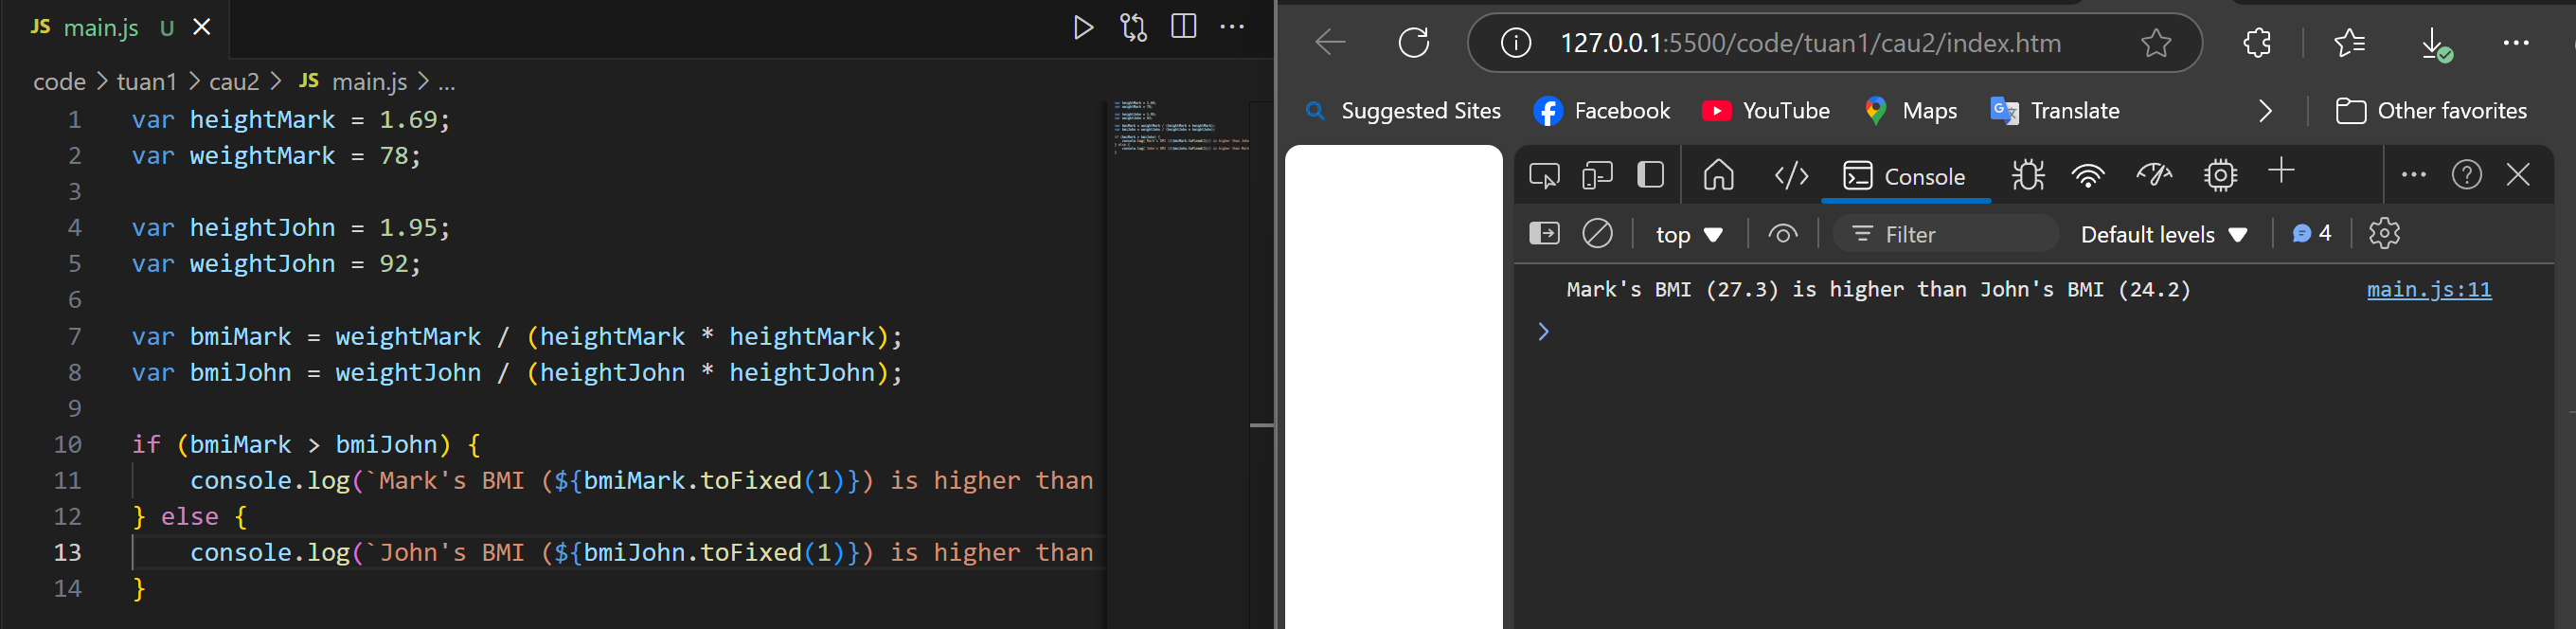 JS main.js U
code > tuan1 > cau2 > JS main.js > ...
1 var heightMark = 1.69;
2 var weightMark = 78;
3
4 var heightJohn = 1.95;
5 var weightJohn = 92;
6
7 var bmiMark = weightMark / (heightMark * heightMark);
8 var bmiJohn = weightJohn / (heightJohn * heightJohn);
9
10 if (bmiMark > bmiJohn) {
11 console.log(`Mark's BMI (${bmiMark.toFixed(1)}) is higher than
12 } else {
13 console.log(`John's BMI (${bmiJohn.toFixed(1)}) is higher than
14 }
127.0.0.1:5500/code/tuan1/cau2/index.htm
Suggested Sites Facebook YouTube Maps Translate Other favorites
Console
top Filter Default levels 4
Mark's BMI (27.3) is higher than John's BMI (24.2) main.js:11